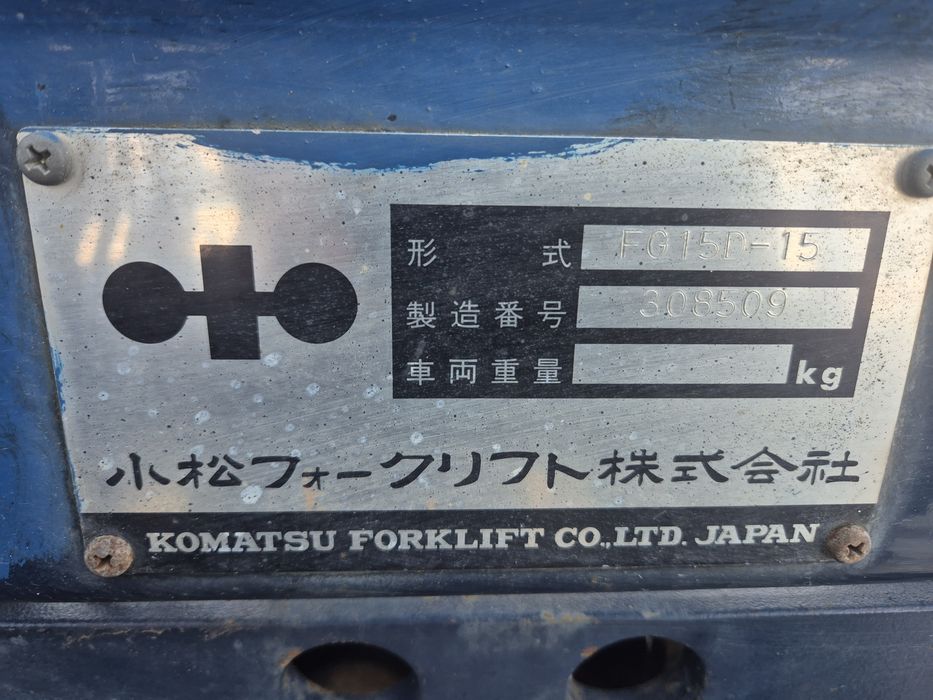 形式 FG15D-15
製造番号 308509
車両重量 kg
小松フォークリフト株式会社
KOMATSU FORKLIFT CO.,LTD. JAPAN